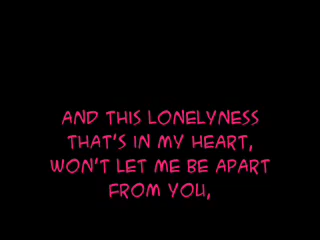 AND THIS LONELYNESS
THAT'S IN MY HEART,
WON'T LET ME BE APART
FROM YOU,